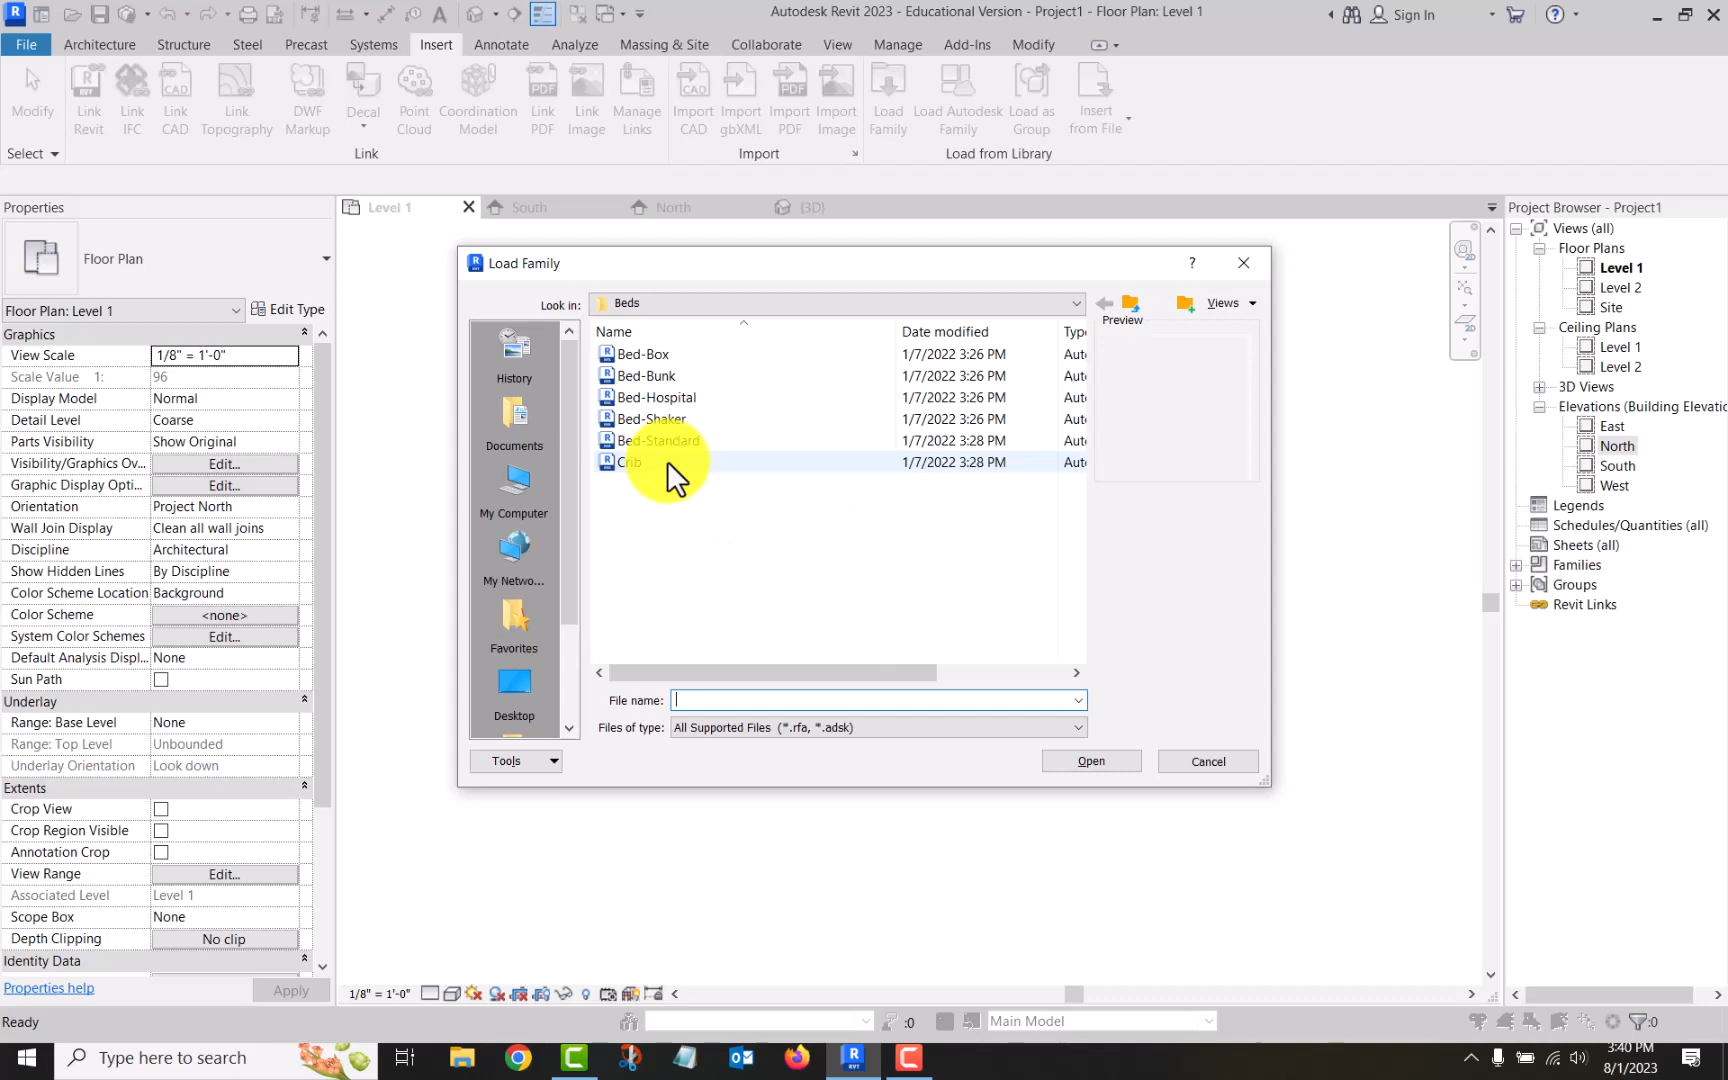 Autodesk Revit 2023 - Educational Version - Project1 - Floor Plan: Level 1
Sign In
File Architecture Structure Steel Precast Systems Insert Annotate Analyze Massing & Site Collaborate View Manage Add-Ins Modify
Modify
Link Revit
Link IFC
Link CAD
Link Topography
DWF Markup
Decal
Point Cloud
Coordination Model
Link PDF
Link Image
Manage Links
Import CAD
Import gbXML
Import PDF
Import Image
Load Family
Load Autodesk Family
Load as Group
Insert from File
Select
Link
Import
Load from Library
Properties
Level 1
South
North
{3D}
Project Browser - Project1
Floor Plan
Floor Plan: Level 1
Edit Type
Graphics
View Scale 1/8" = 1'-0"
Scale Value 1: 96
Display Model Normal
Detail Level Coarse
Parts Visibility Show Original
Visibility/Graphics Ov... Edit...
Graphic Display Opti... Edit...
Orientation Project North
Wall Join Display Clean all wall joins
Discipline Architectural
Show Hidden Lines By Discipline
Color Scheme Location Background
Color Scheme <none>
System Color Schemes Edit...
Default Analysis Displ... None
Sun Path
Underlay
Range: Base Level None
Range: Top Level Unbounded
Underlay Orientation Look down
Extents
Crop View
Crop Region Visible
Annotation Crop
View Range Edit...
Associated Level Level 1
Scope Box None
Depth Clipping No clip
Identity Data
Properties help
Apply
Load Family
?
Look in: Beds
Views
Preview
History
Documents
My Computer
My Netwo...
Favorites
Desktop
Name Date modified Type
Bed-Box 1/7/2022 3:26 PM Auto
Bed-Bunk 1/7/2022 3:26 PM Auto
Bed-Hospital 1/7/2022 3:26 PM Auto
Bed-Shaker 1/7/2022 3:26 PM Auto
Bed-Standard 1/7/2022 3:28 PM Auto
Crib 1/7/2022 3:28 PM Auto
File name:
Files of type: All Supported Files (*.rfa, *.adsk)
Tools
Open
Cancel
Views (all)
Floor Plans
Level 1
Level 2
Site
Ceiling Plans
Level 1
Level 2
3D Views
Elevations (Building Elevatio
East
North
South
West
Legends
Schedules/Quantities (all)
Sheets (all)
Families
Groups
Revit Links
1/8" = 1'-0"
Ready
:0
Main Model
:0
Type here to search
3:40 PM
8/1/2023